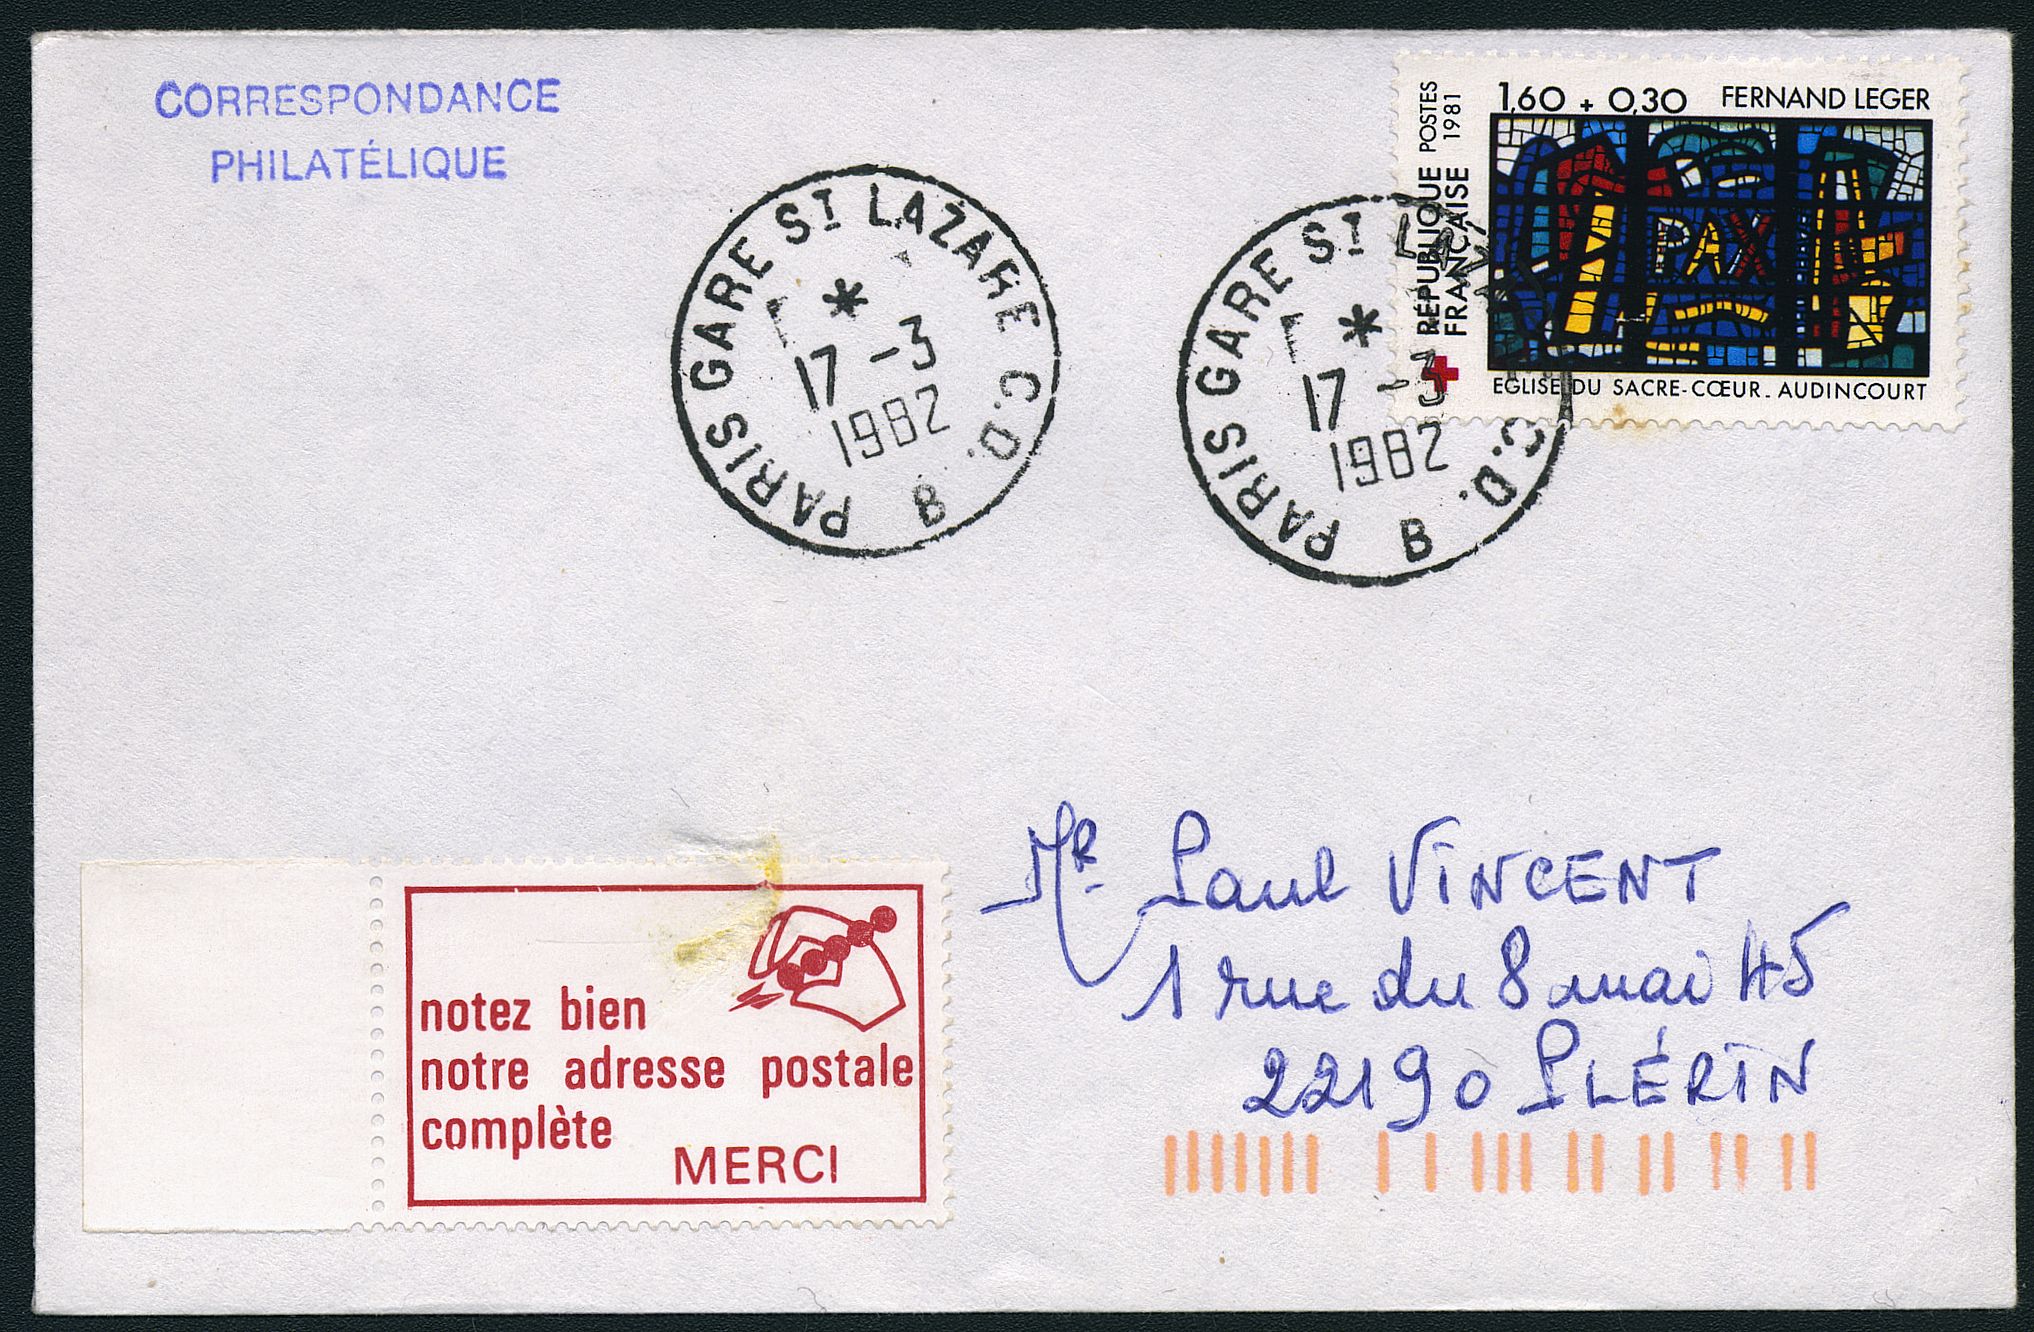 CORRESPONDANCE
PHILATÉLIQUE
PARIS GARE ST LAZARE C.D. B
*
17 -3
1982
PARIS GARE ST LAZ C.D. B
*
17 -3
1982
RÉPUBLIQUE POSTES
FRANÇAISE 1981
1,60 + 0,30 FERNAND LEGER
PAX
EGLISE DU SACRE-CŒUR. AUDINCOURT
notez bien
notre adresse postale
complète
MERCI
Mr. Paul VINCENT
1 rue du 8 mai 45
22190 PLÉRIN